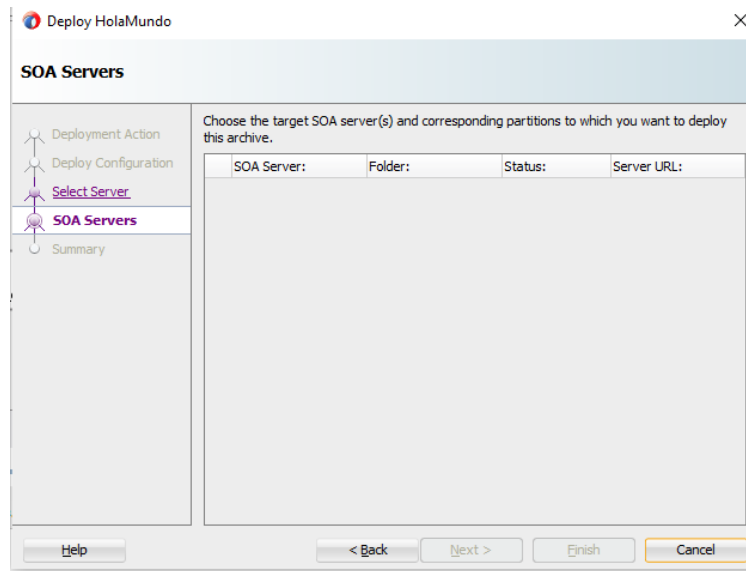 Deploy HolaMundo
SOA Servers
Deployment Action
Deploy Configuration
Select Server
SOA Servers
Summary
Choose the target SOA server(s) and corresponding partitions to which you want to deploy
this archive.
SOA Server: Folder: Status: Server URL:
Help < Back Next > Finish Cancel